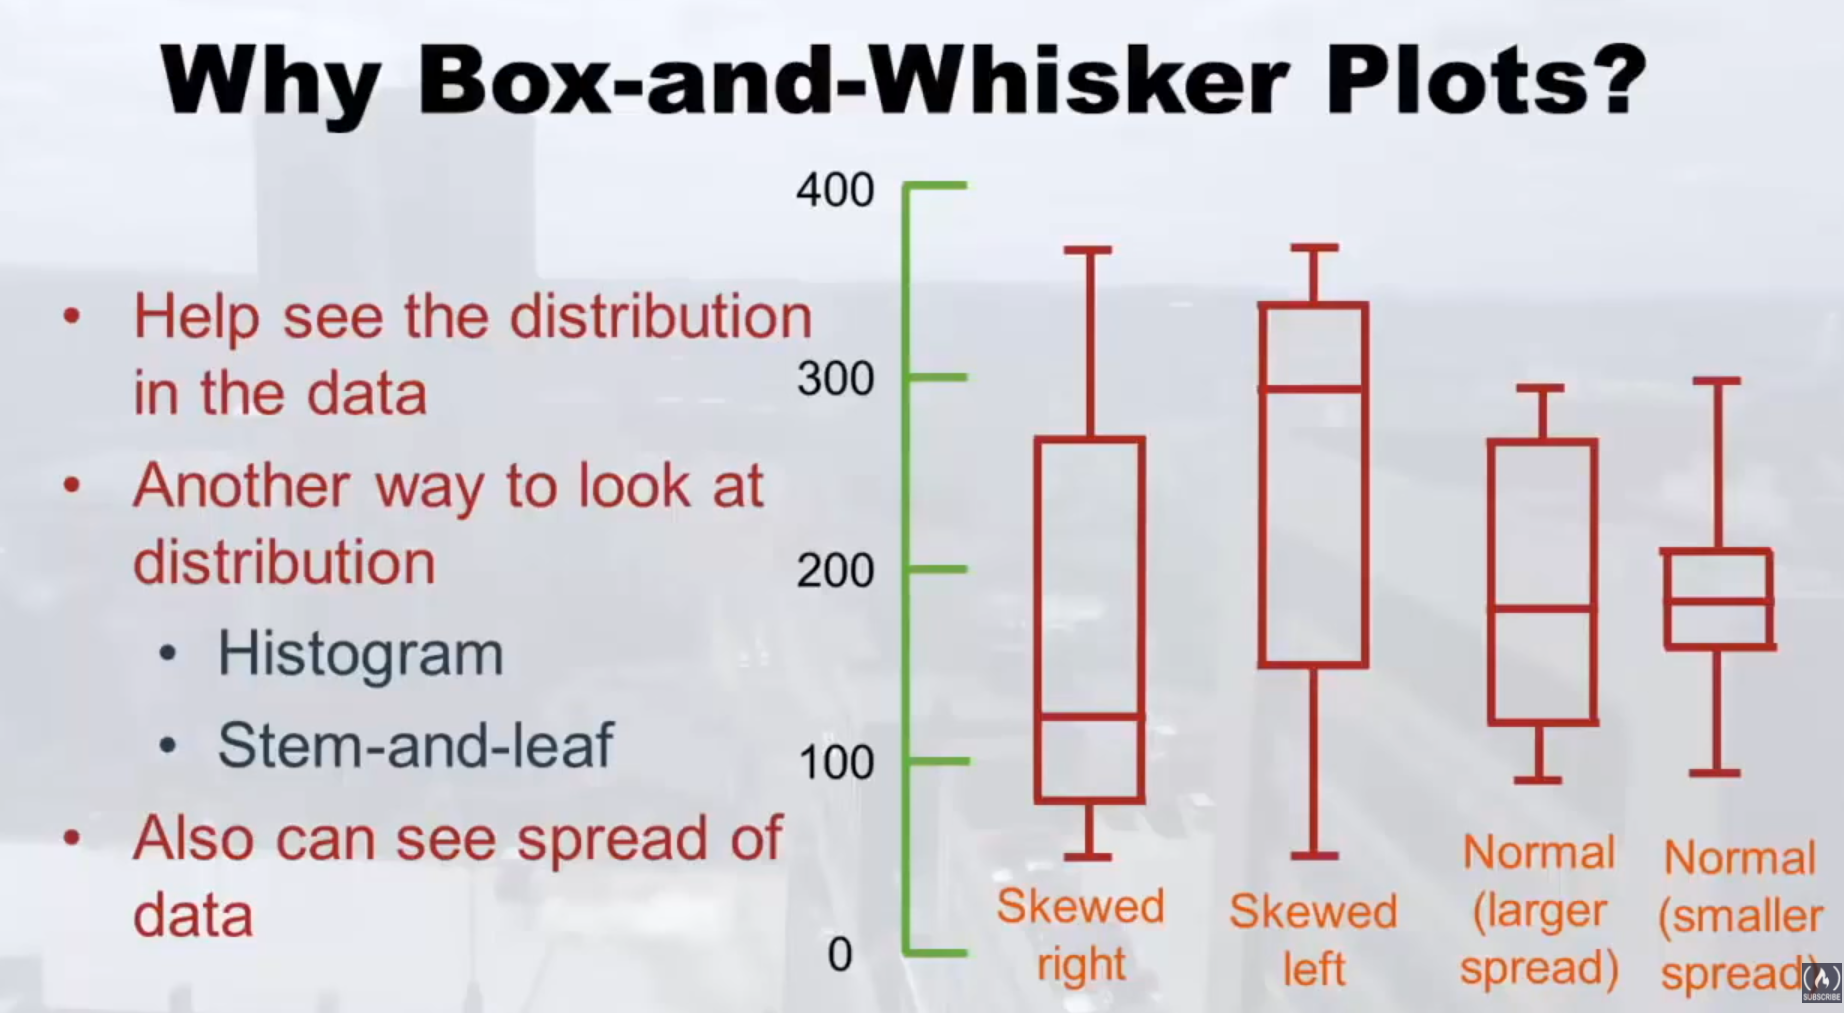 Why Box-and-Whisker Plots?
• Help see the distribution
in the data
• Another way to look at
distribution
• Histogram
• Stem-and-leaf
• Also can see spread of
data
400
300
200
100
0
Skewed
right
Skewed
left
Normal
(larger
spread)
Normal
(smaller
spread)
SUBSCRIBE